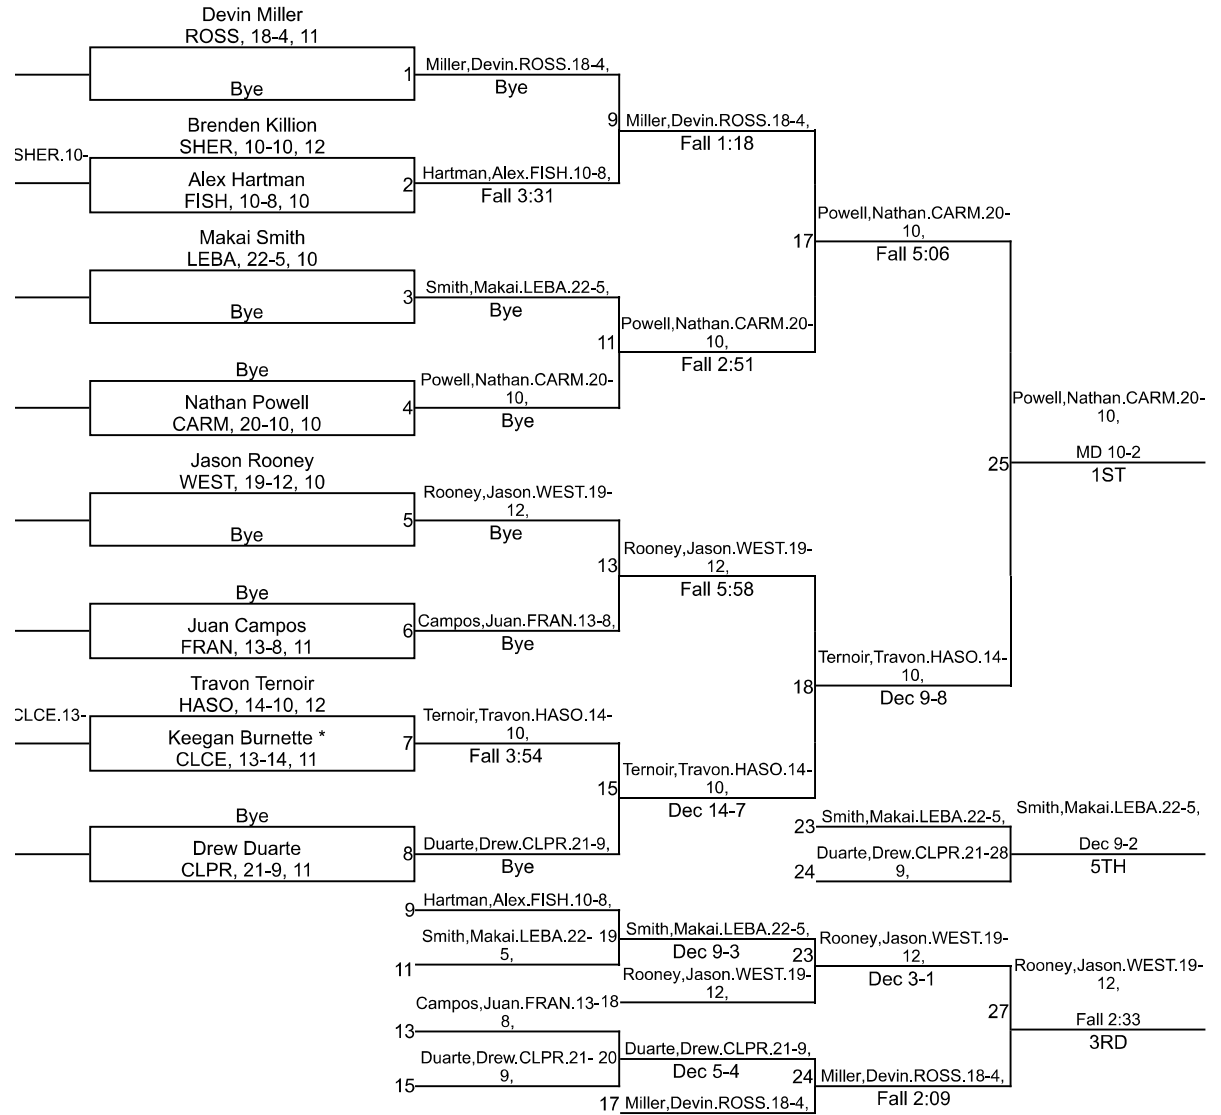 Devin Miller
ROSS, 18-4, 11
Bye
1
Miller,Devin.ROSS.18-4,
Bye
9
Miller,Devin.ROSS.18-4,
Fall 1:18
Brenden Killion
SHER, 10-10, 12
SHER.10-
Alex Hartman
FISH, 10-8, 10
2
Hartman,Alex.FISH.10-8,
Fall 3:31
17
Powell,Nathan.CARM.20-
10,
Fall 5:06
Makai Smith
LEBA, 22-5, 10
Bye
3
Smith,Makai.LEBA.22-5,
Bye
11
Powell,Nathan.CARM.20-
10,
Fall 2:51
Bye
Nathan Powell
CARM, 20-10, 10
4
Powell,Nathan.CARM.20-
10,
Bye
25
Powell,Nathan.CARM.20-
10,
MD 10-2
1ST
Jason Rooney
WEST, 19-12, 10
Bye
5
Rooney,Jason.WEST.19-
12,
Bye
13
Rooney,Jason.WEST.19-
12,
Fall 5:58
Bye
Juan Campos
FRAN, 13-8, 11
6
Campos,Juan.FRAN.13-8,
Bye
18
Ternoir,Travon.HASO.14-
10,
Dec 9-8
Travon Ternoir
HASO, 14-10, 12
CLCE.13-
Keegan Burnette *
CLCE, 13-14, 11
7
Ternoir,Travon.HASO.14-
10,
Fall 3:54
15
Ternoir,Travon.HASO.14-
10,
Dec 14-7
Bye
Drew Duarte
CLPR, 21-9, 11
8
Duarte,Drew.CLPR.21-9,
Bye
23
Smith,Makai.LEBA.22-5,
24
Duarte,Drew.CLPR.21-
9,
28
Smith,Makai.LEBA.22-5,
Dec 9-2
5TH
9
Hartman,Alex.FISH.10-8,
11
Smith,Makai.LEBA.22-
5,
19
Smith,Makai.LEBA.22-5,
Dec 9-3
18
Rooney,Jason.WEST.19-
12,
23
Rooney,Jason.WEST.19-
12,
Dec 3-1
13
Campos,Juan.FRAN.13-
8,
15
Duarte,Drew.CLPR.21-
9,
20
Duarte,Drew.CLPR.21-9,
Dec 5-4
17
Miller,Devin.ROSS.18-4,
24
Miller,Devin.ROSS.18-4,
Fall 2:09
27
Rooney,Jason.WEST.19-
12,
Fall 2:33
3RD